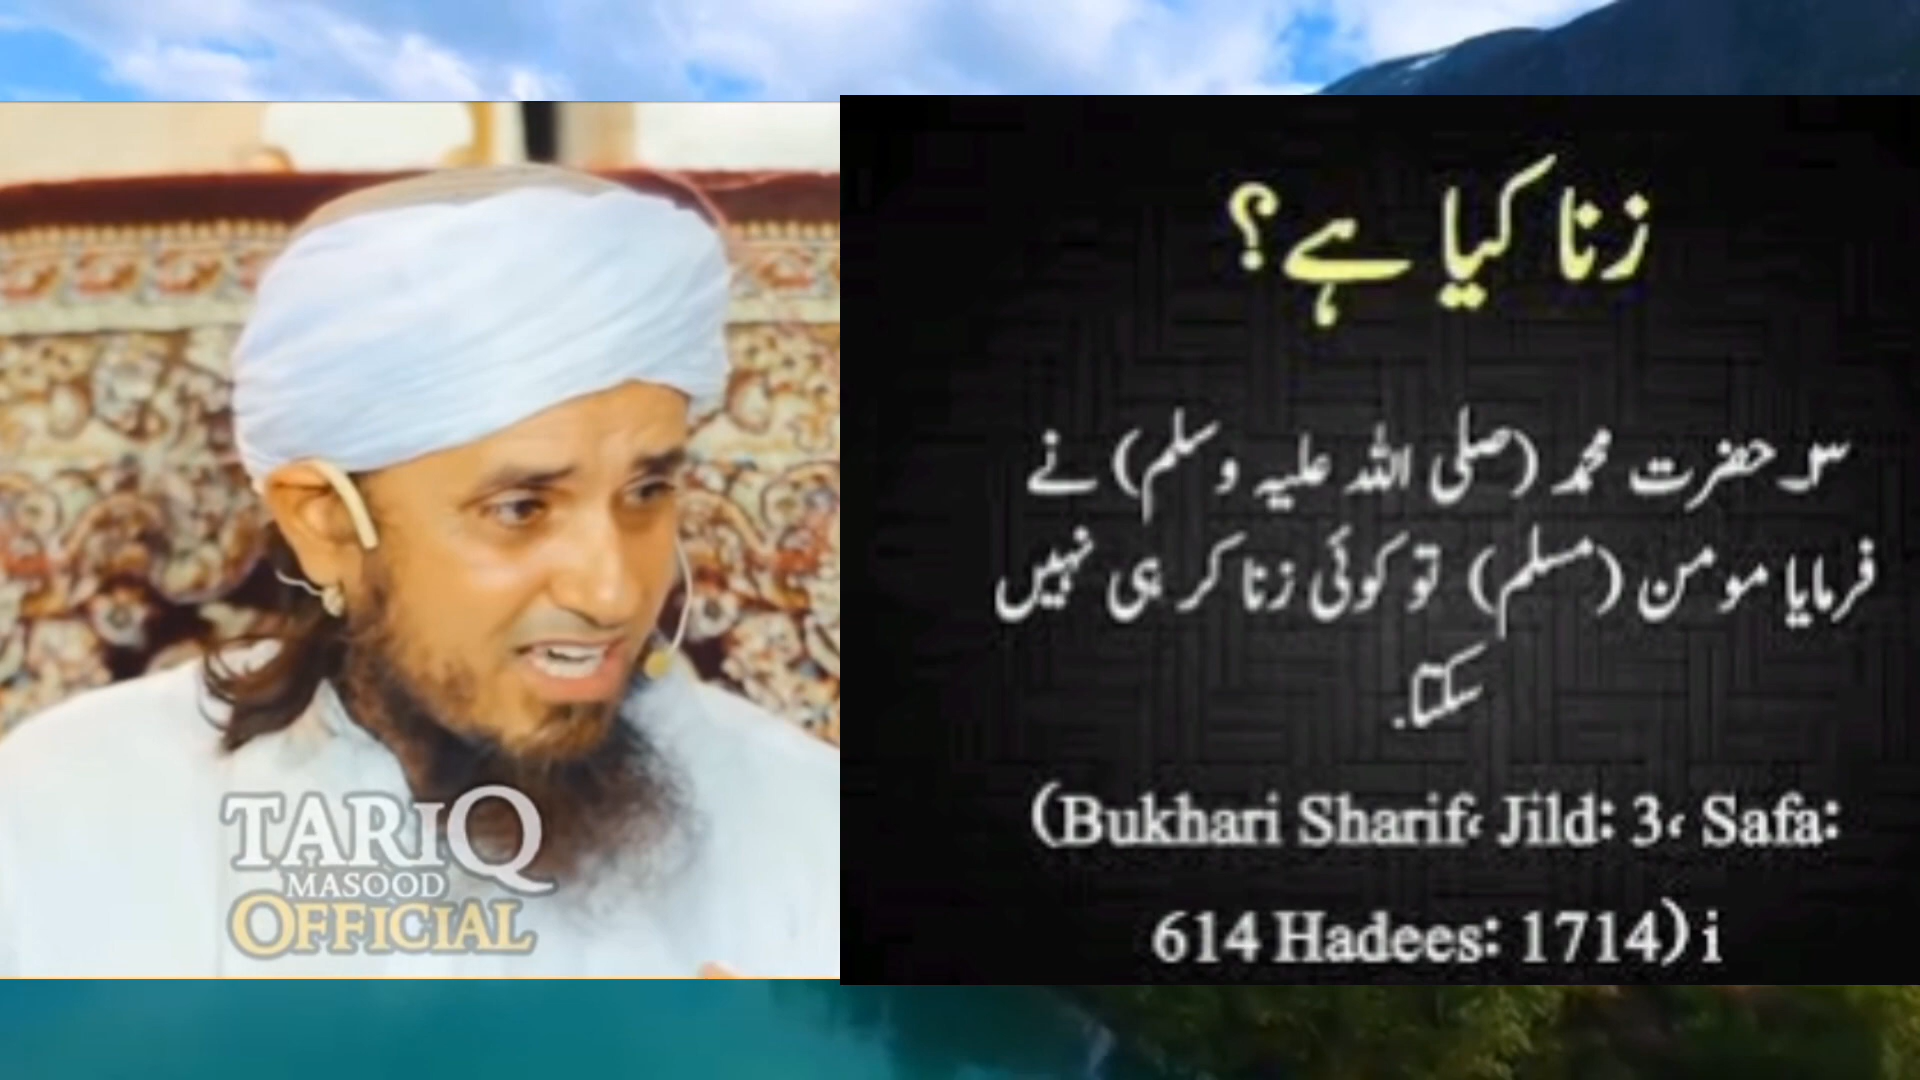 TARIQ
MASOOD
OFFICIAL
زنا کیا ہے؟
۳۔ حضرت محمد (صلی اللہ علیہ وسلم) نے
فرمایا مومن (مسلم) تو کوئی زنا کر ہی نہیں
سکتا.
(Bukhari Sharif، Jild: 3، Safa:
614 Hadees: 1714) i